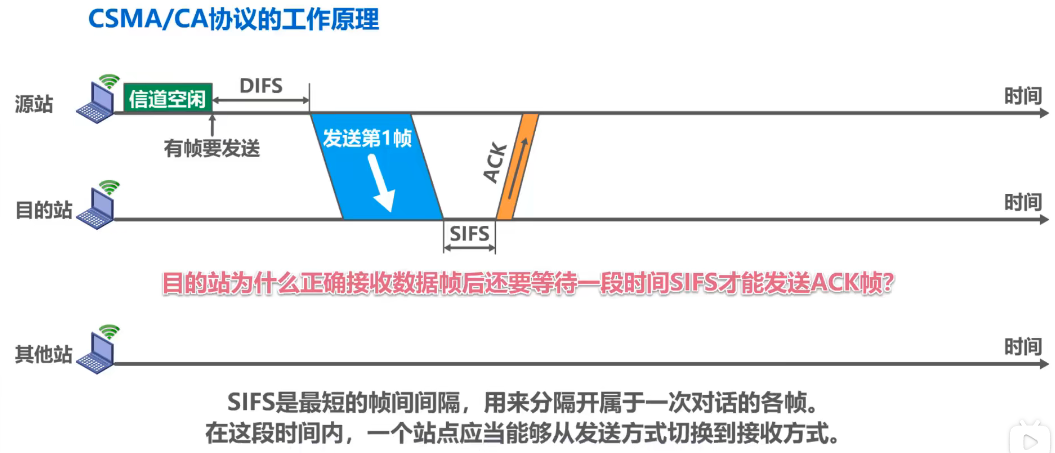 CSMA/CA协议的工作原理
源站
信道空闲
DIFS
时间
有帧要发送
发送第1帧
ACK
目的站
时间
SIFS
目的站为什么正确接收数据帧后还要等待一段时间SIFS才能发送ACK帧?
其他站
时间
SIFS是最短的帧间间隔，用来分隔开属于一次对话的各帧。
在这段时间内，一个站点应当能够从发送方式切换到接收方式。